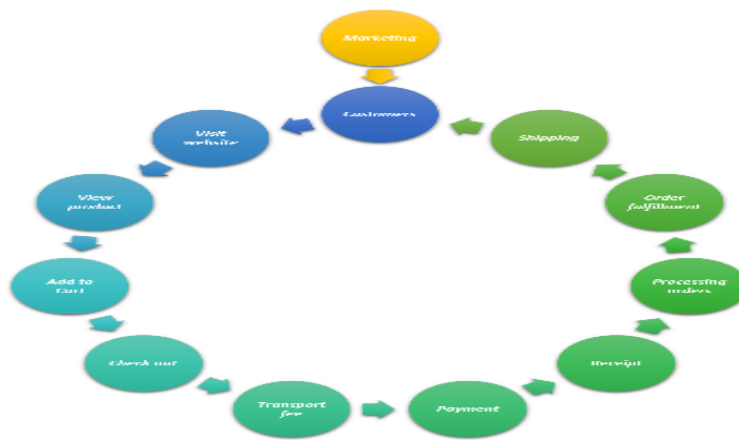 Marketing
Customers
Visit
website
View
product
Add to
Cart
Check out
Transport
fee
Payment
Receipt
Processing
orders
Order
fulfillment
Shipping